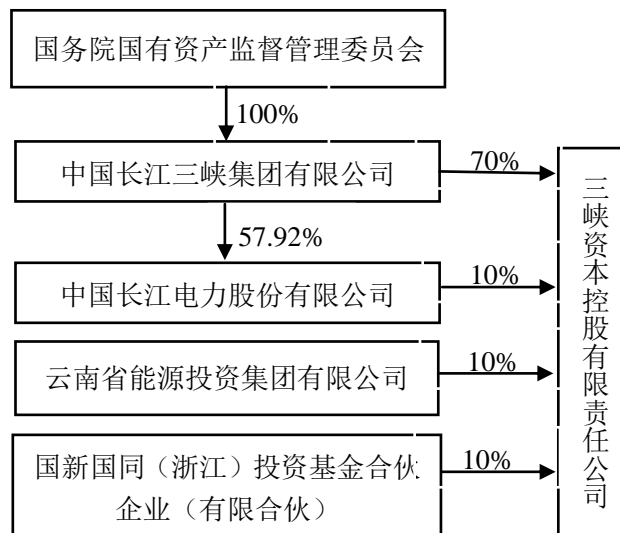 国务院国有资产监督管理委员会
100%
中国长江三峡集团有限公司
70%
57.92%
中国长江电力股份有限公司
10%
云南省能源投资集团有限公司
10%
国新国同（浙江）投资基金合伙
企业（有限合伙）
10%
三峡资本控股有限责任公司